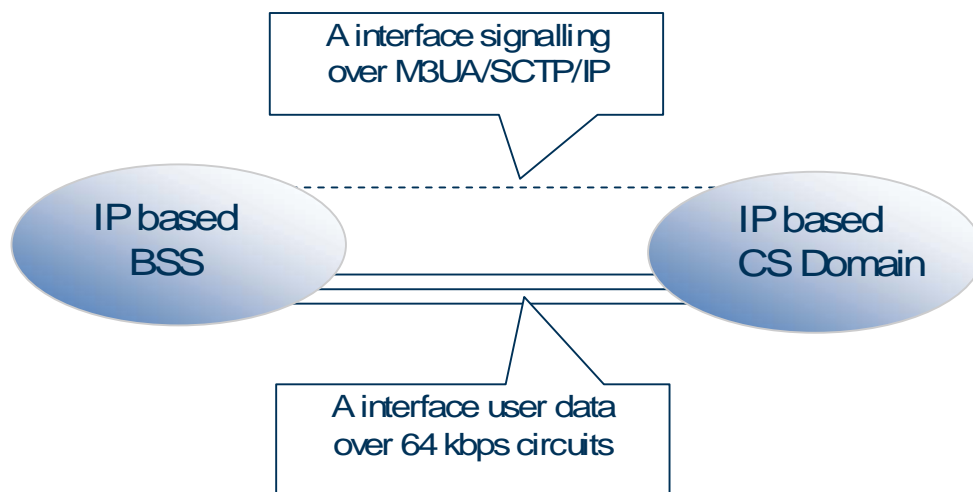 A interface signalling
over M3UA/SCTP/IP
IP based
BSS
IP based
CS Domain
A interface user data
over 64 kbps circuits